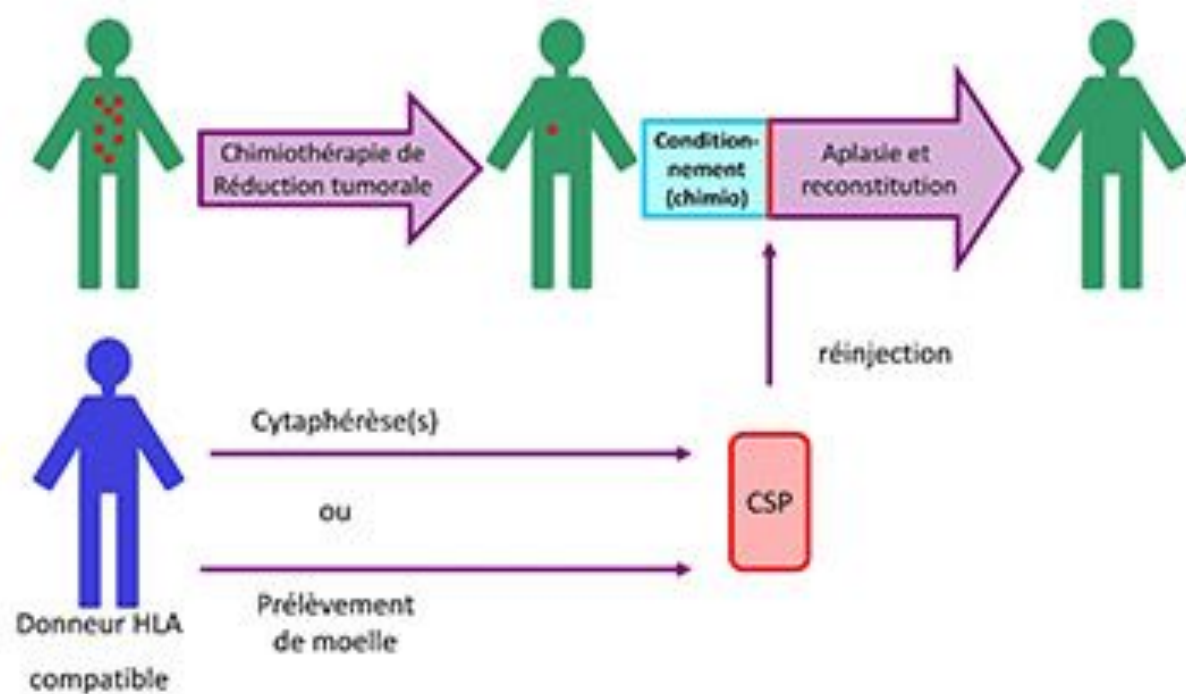 Chimiothérapie de
Réduction tumorale
Condition-
nement
(chimio)
Aplasie et
reconstitution
réinjection
Cytaphérèse(s)
ou
CSP
Prélèvement
de moelle
Donneur HLA
compatible